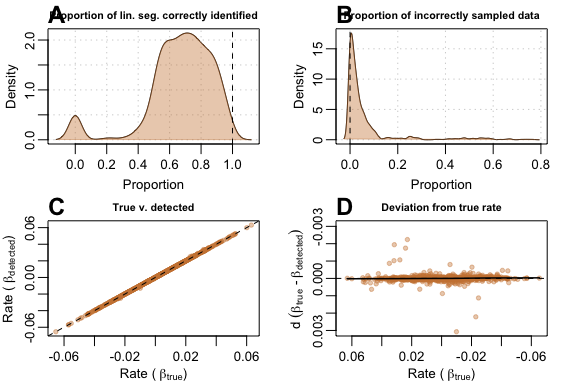 A
Proportion of lin. seg. correctly identified
Density
0.0 1.0 2.0
0.0 0.2 0.4 0.6 0.8 1.0
Proportion
B
Proportion of incorrectly sampled data
Density
0 5 10 15
0.0 0.2 0.4 0.6 0.8
Proportion
C
True v. detected
Rate ( βdetected)
-0.06 0.00 0.06
-0.06 -0.02 0.02 0.06
Rate ( βtrue)
D
Deviation from true rate
d (βtrue - βdetected)
-0.003 0.000 0.003
0.06 0.02 -0.02 -0.06
Rate ( βtrue)